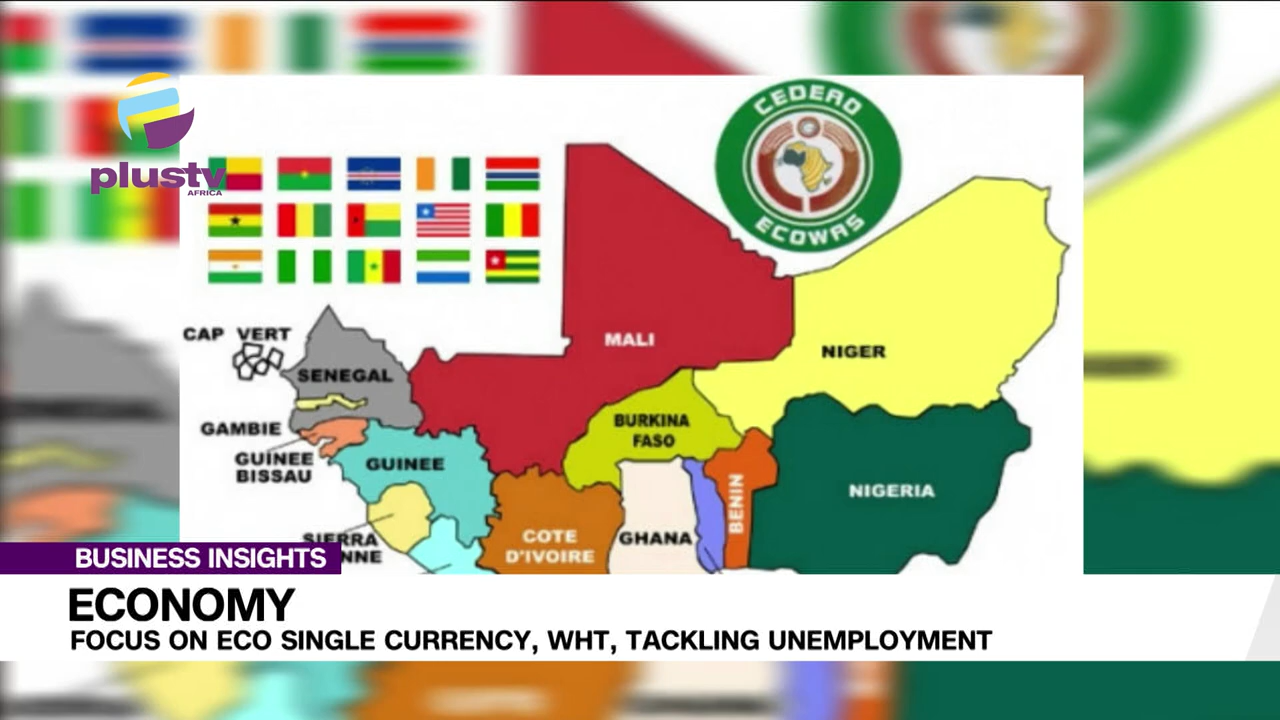 plustv
AFRICA
CEDEAO
ECOWAS
MALI
NIGER
CAP VERT
SENEGAL
GAMBIE
GUINEE
BISSAU
GUINEE
BURKINA
FASO
NIGERIA
BENIN
COTE
D'IVOIRE
GHANA
SIERRA
BUSINESS INSIGHTS
ECONOMY
FOCUS ON ECO SINGLE CURRENCY, WHT, TACKLING UNEMPLOYMENT